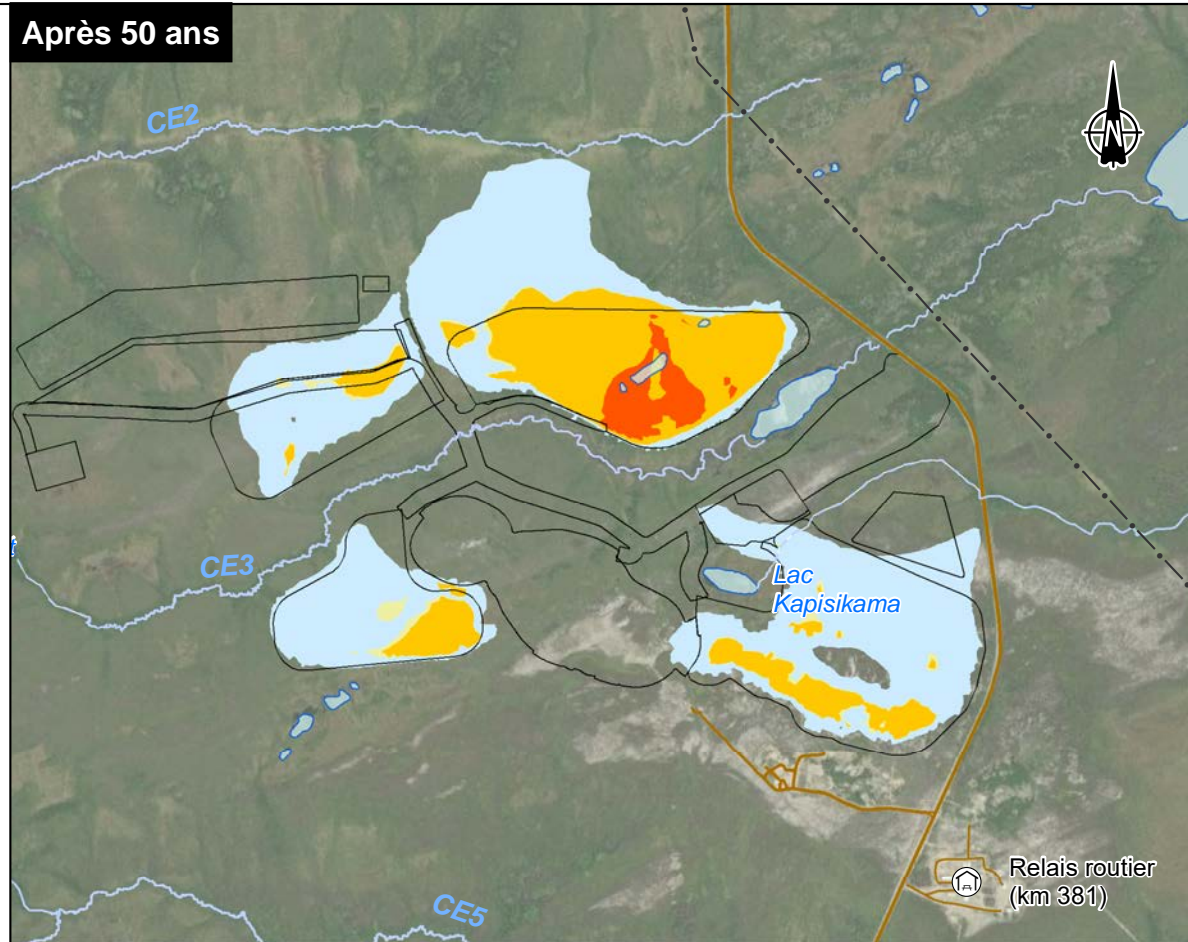 Après 50 ans
CE2
N
CE3
Lac
Kapisikama
Relais routier
(km 381)
CE5